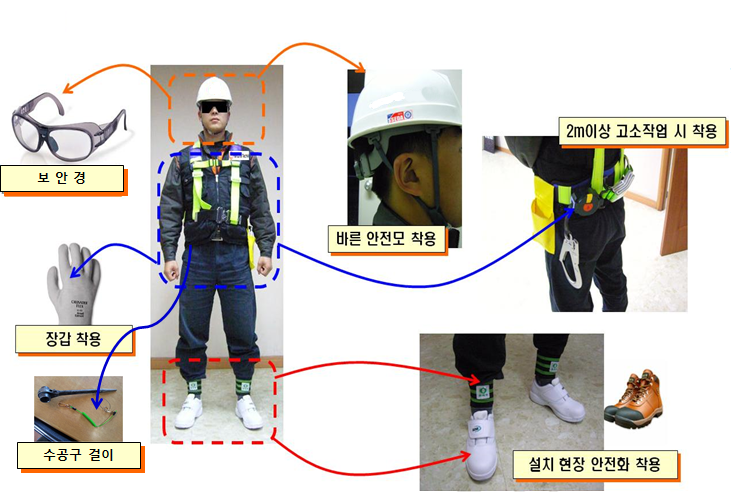 2m이상 고소작업 시 착용
보 안 경
바른 안전모 착용
장갑 착용
수공구 걸이
설치 현장 안전화 착용